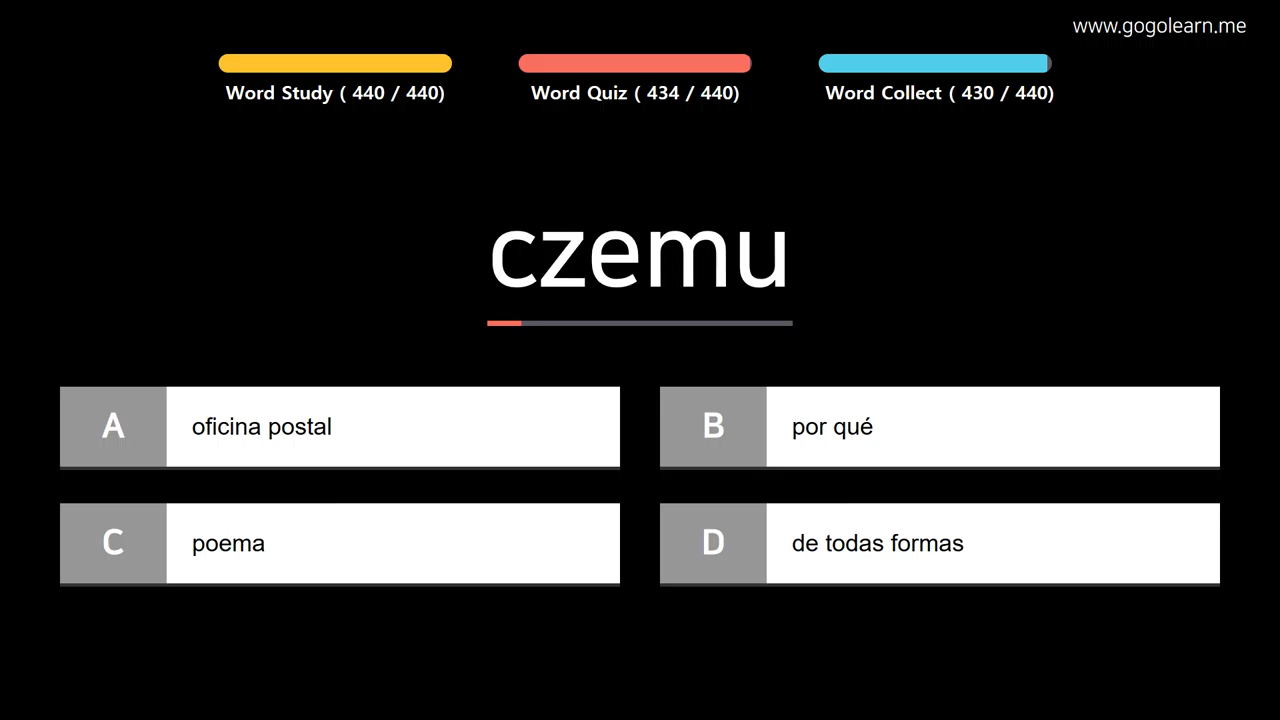 www.gogolearn.me
Word Study ( 440 / 440)
Word Quiz ( 434 / 440)
Word Collect ( 430 / 440)
czemu
A oficina postal
B por qué
C poema
D de todas formas